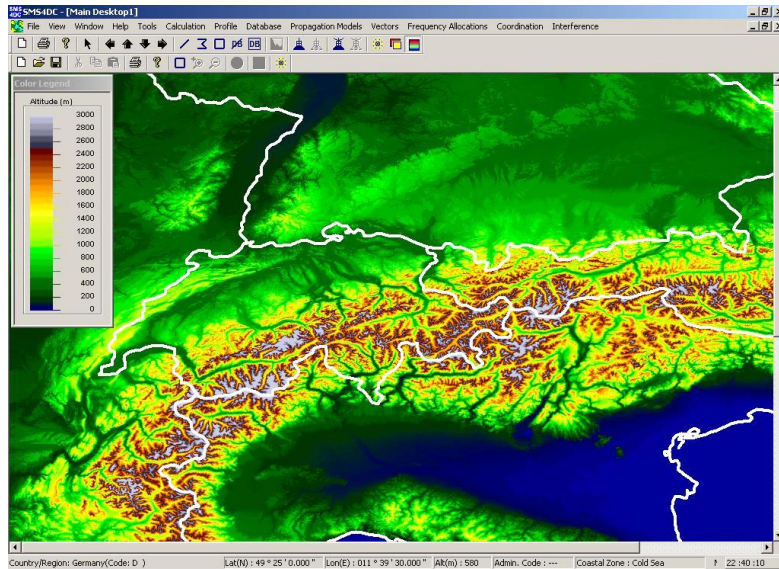 SMS4DC - [Main Desktop1]
File View Window Help Tools Calculation Profile Database Propagation Models Vectors Frequency Allocations Coordination Interference
DB
Color Legend
Altitude (m)
3000
2800
2600
2400
2200
2000
1800
1600
1400
1200
1000
800
600
400
200
0
Country/Region: Germany(Code: D ) Lat(N) : 49 ° 25 ' 0.000 " Lon(E) : 011 ° 39 ' 30.000 " Alt(m) : 580 Admin. Code : --- Coastal Zone : Cold Sea 22 :40 :10